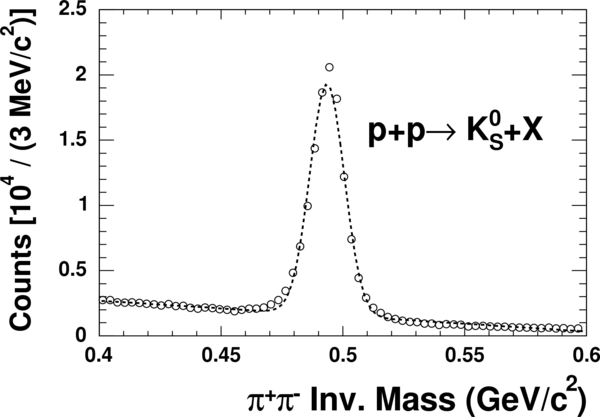 2.5
2
1.5
1
0.5
0
Counts [10⁴ / (3 MeV/c²)]
p+p→ K⁰S+X
0.4 0.45 0.5 0.55 0.6
π⁺π⁻ Inv. Mass (GeV/c²)